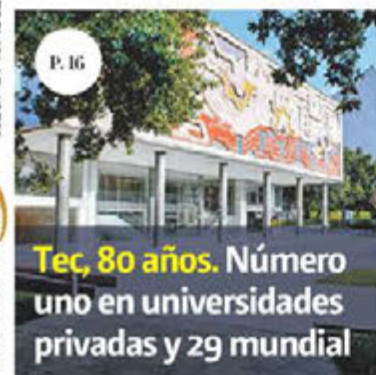 P. 16
Tec, 80 años. Número
uno en universidades
privadas y 29 mundial